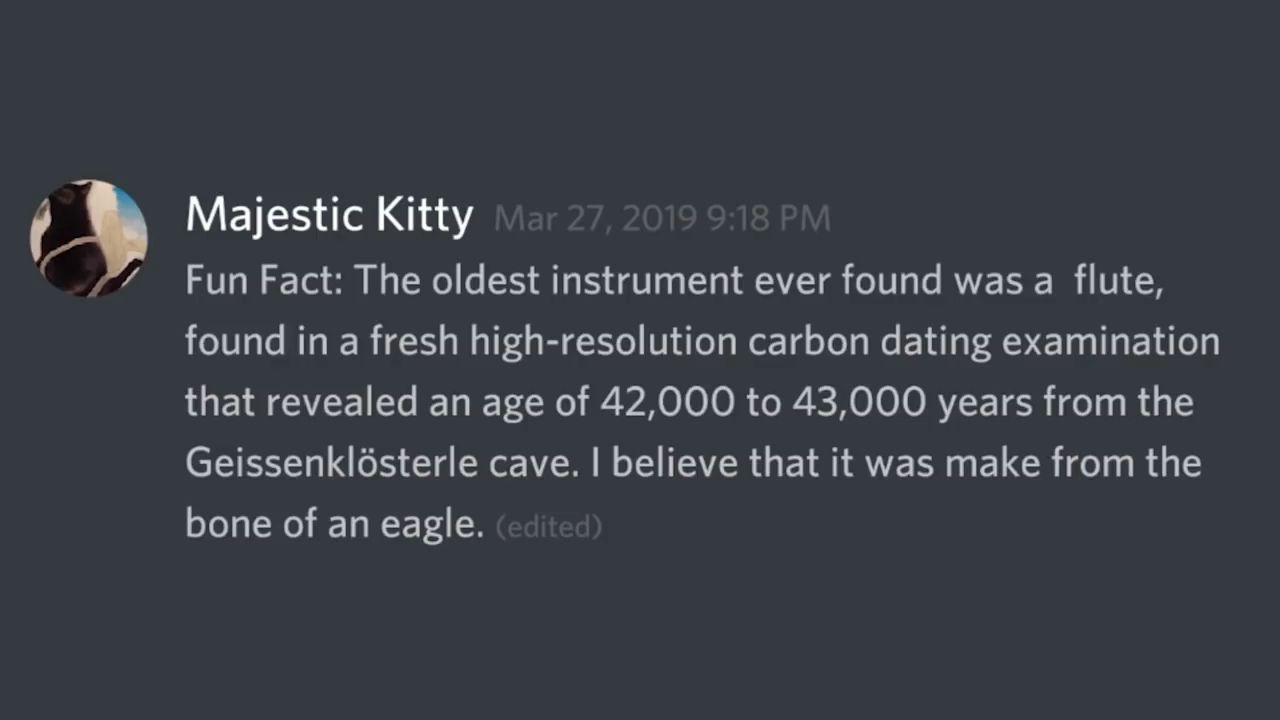 Majestic Kitty Mar 27, 2019 9:18 PM
Fun Fact: The oldest instrument ever found was a  flute,
found in a fresh high-resolution carbon dating examination
that revealed an age of 42,000 to 43,000 years from the
Geissenklösterle cave. I believe that it was make from the
bone of an eagle. (edited)